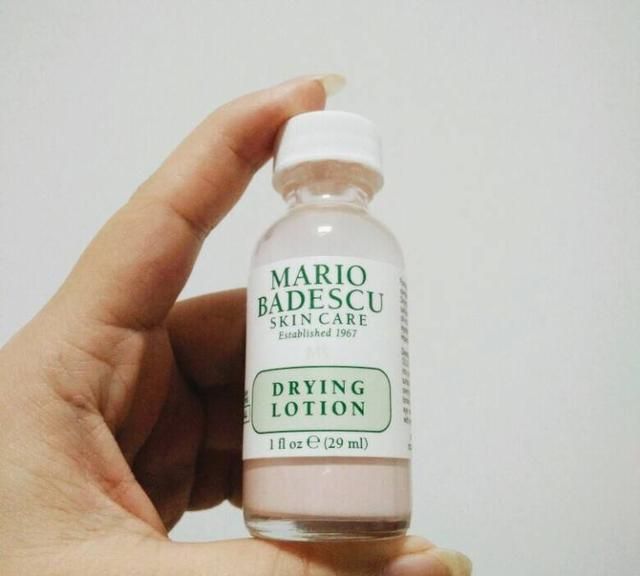 MARIO
BADESCU
SKIN CARE
Established 1967
DRYING
LOTION
1 fl oz ℮ (29 ml)